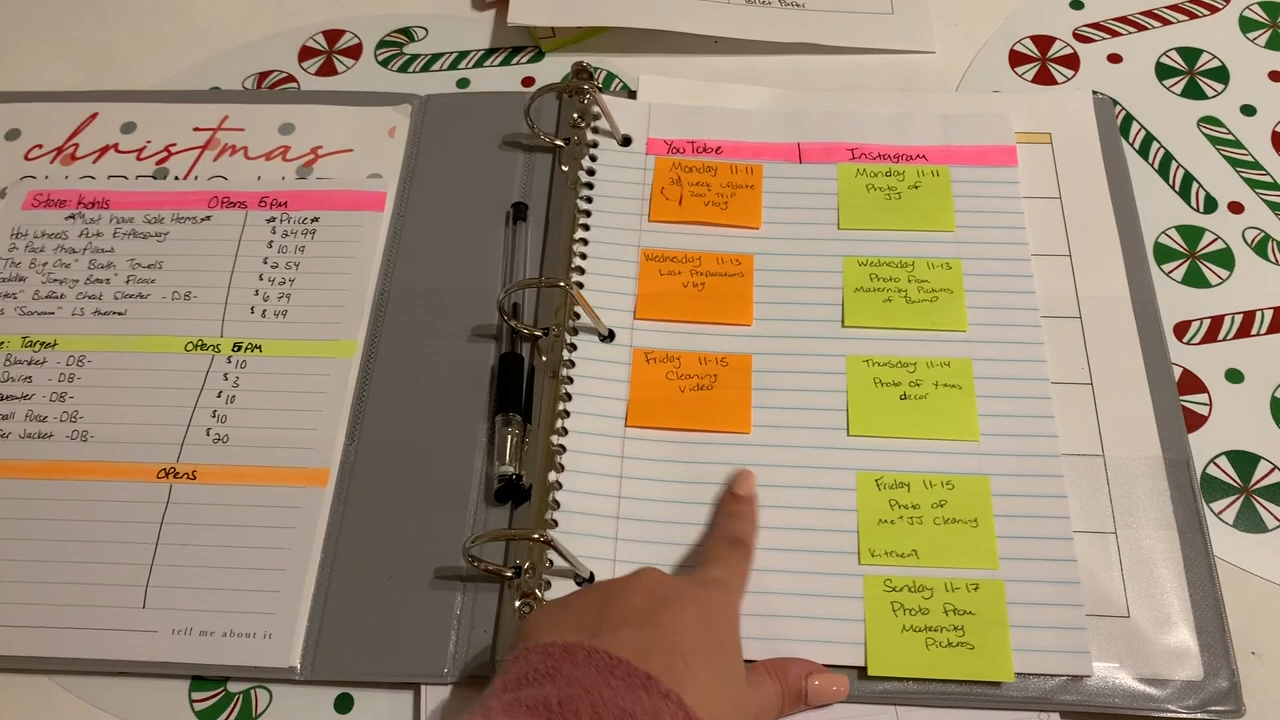 Toilet Paper
christmas
Store: Kohls OPens 5PM
*Must have Sale Items* *Price*
Hot Wheels Auto Expressway $24.99
2 Pack throw Pillows $10.19
"The Big One" Bath Towels $2.54
"Jumping Beans" Fleece $4.24
Buffalo Check Sleeper -DB- $6.79
"Sonoma" LS thermal $8.49
Target OPens 5PM
Blanket -DB- $10
Shirts -DB- $3
Sweater -DB- $10
Purse -DB- $10
Jacket -DB- $20
OPens
tell me about it
YouTube | Instagram
Monday 11-11
38 week update
Zoo Trip
Vlog
Wednesday 11-13
Last Preparations
Vlog
Friday 11-15
Cleaning
Video
Monday 11-11
Photo of
JJ
Wednesday 11-13
Photo from
Maternity Pictures
of Bump
Thursday 11-14
Photo of Xmas
decor
Friday 11-15
Photo of
Me + JJ Cleaning
Kitchen?
Sunday 11-17
Photo from
Maternity
Pictures